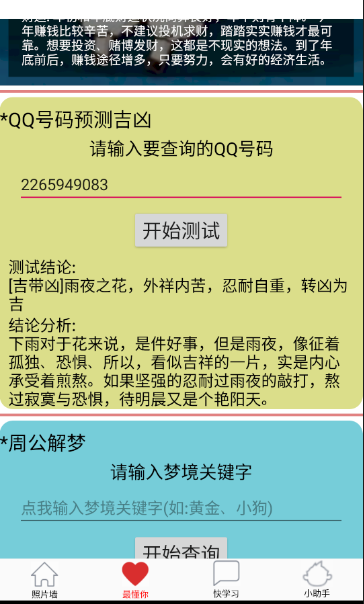 年赚钱比较辛苦，不建议投机求财，踏踏实实赚钱才最可
靠。想要投资、赌博发财，这都是不现实的想法。到了年
底前后，赚钱途径增多，只要努力，会有好的经济生活。
*QQ号码预测吉凶
请输入要查询的QQ号码
2265949083
开始测试
测试结论:
[吉带凶]雨夜之花，外祥内苦，忍耐自重，转凶为
吉
结论分析:
下雨对于花来说，是件好事，但是雨夜，像征着
孤独、恐惧、所以，看似吉祥的一片，实是内心
承受着煎熬。如果坚强的忍耐过雨夜的敲打，熬
过寂寞与恐惧，待明晨又是个艳阳天。
*周公解梦
请输入梦境关键字
点我输入梦境关键字(如:黄金、小狗)
开始查询
照片墙
最懂你
快学习
小助手